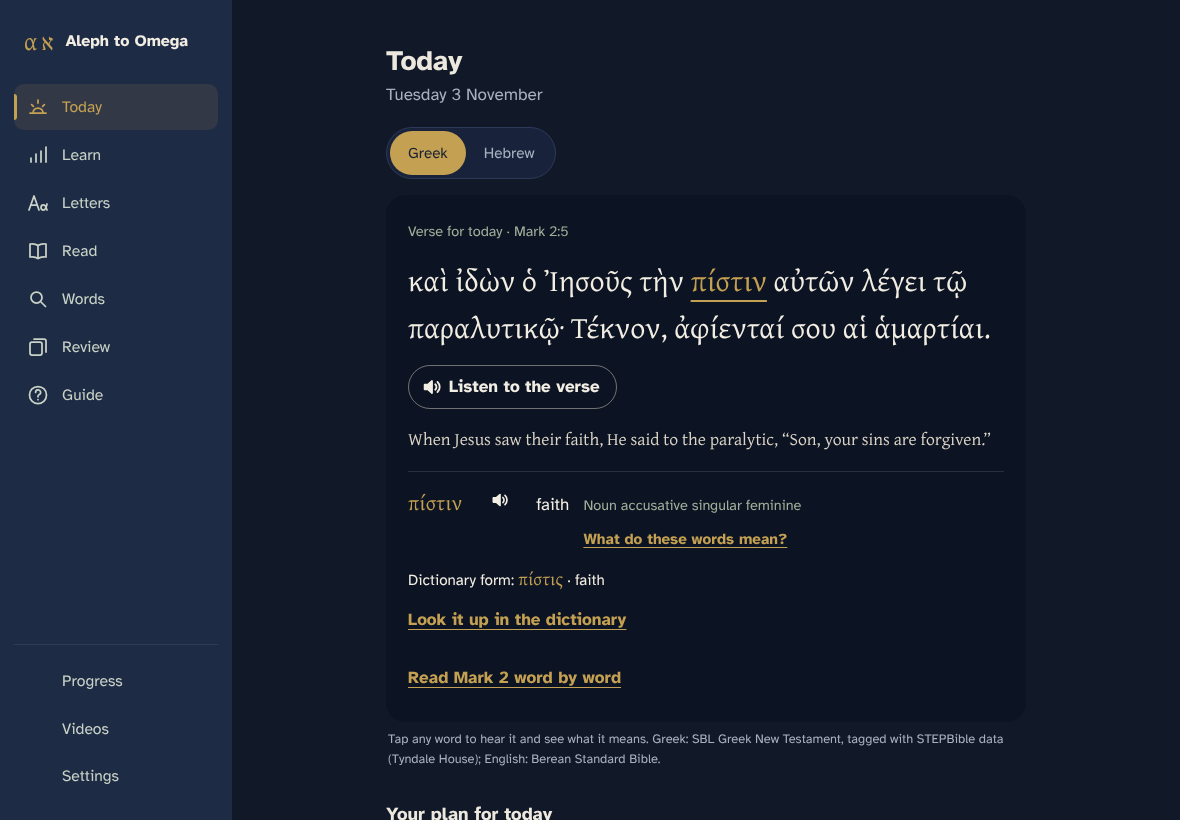 α א Aleph to Omega
Today
Learn
Letters
Aα
Read
Words
Review
Guide
Progress
Videos
Settings
Today
Tuesday 3 November
Greek Hebrew
Verse for today · Mark 2:5
καὶ ἰδὼν ὁ Ἰησοῦς τὴν πίστιν αὐτῶν λέγει τῷ
παραλυτικῷ· Τέκνον, ἀφίενταί σου αἱ ἁμαρτίαι.
Listen to the verse
When Jesus saw their faith, He said to the paralytic, “Son, your sins are forgiven.”
πίστιν faith Noun accusative singular feminine
What do these words mean?
Dictionary form: πίστις · faith
Look it up in the dictionary
Read Mark 2 word by word
Tap any word to hear it and see what it means. Greek: SBL Greek New Testament, tagged with STEPBible data
(Tyndale House); English: Berean Standard Bible.
Your plan for today